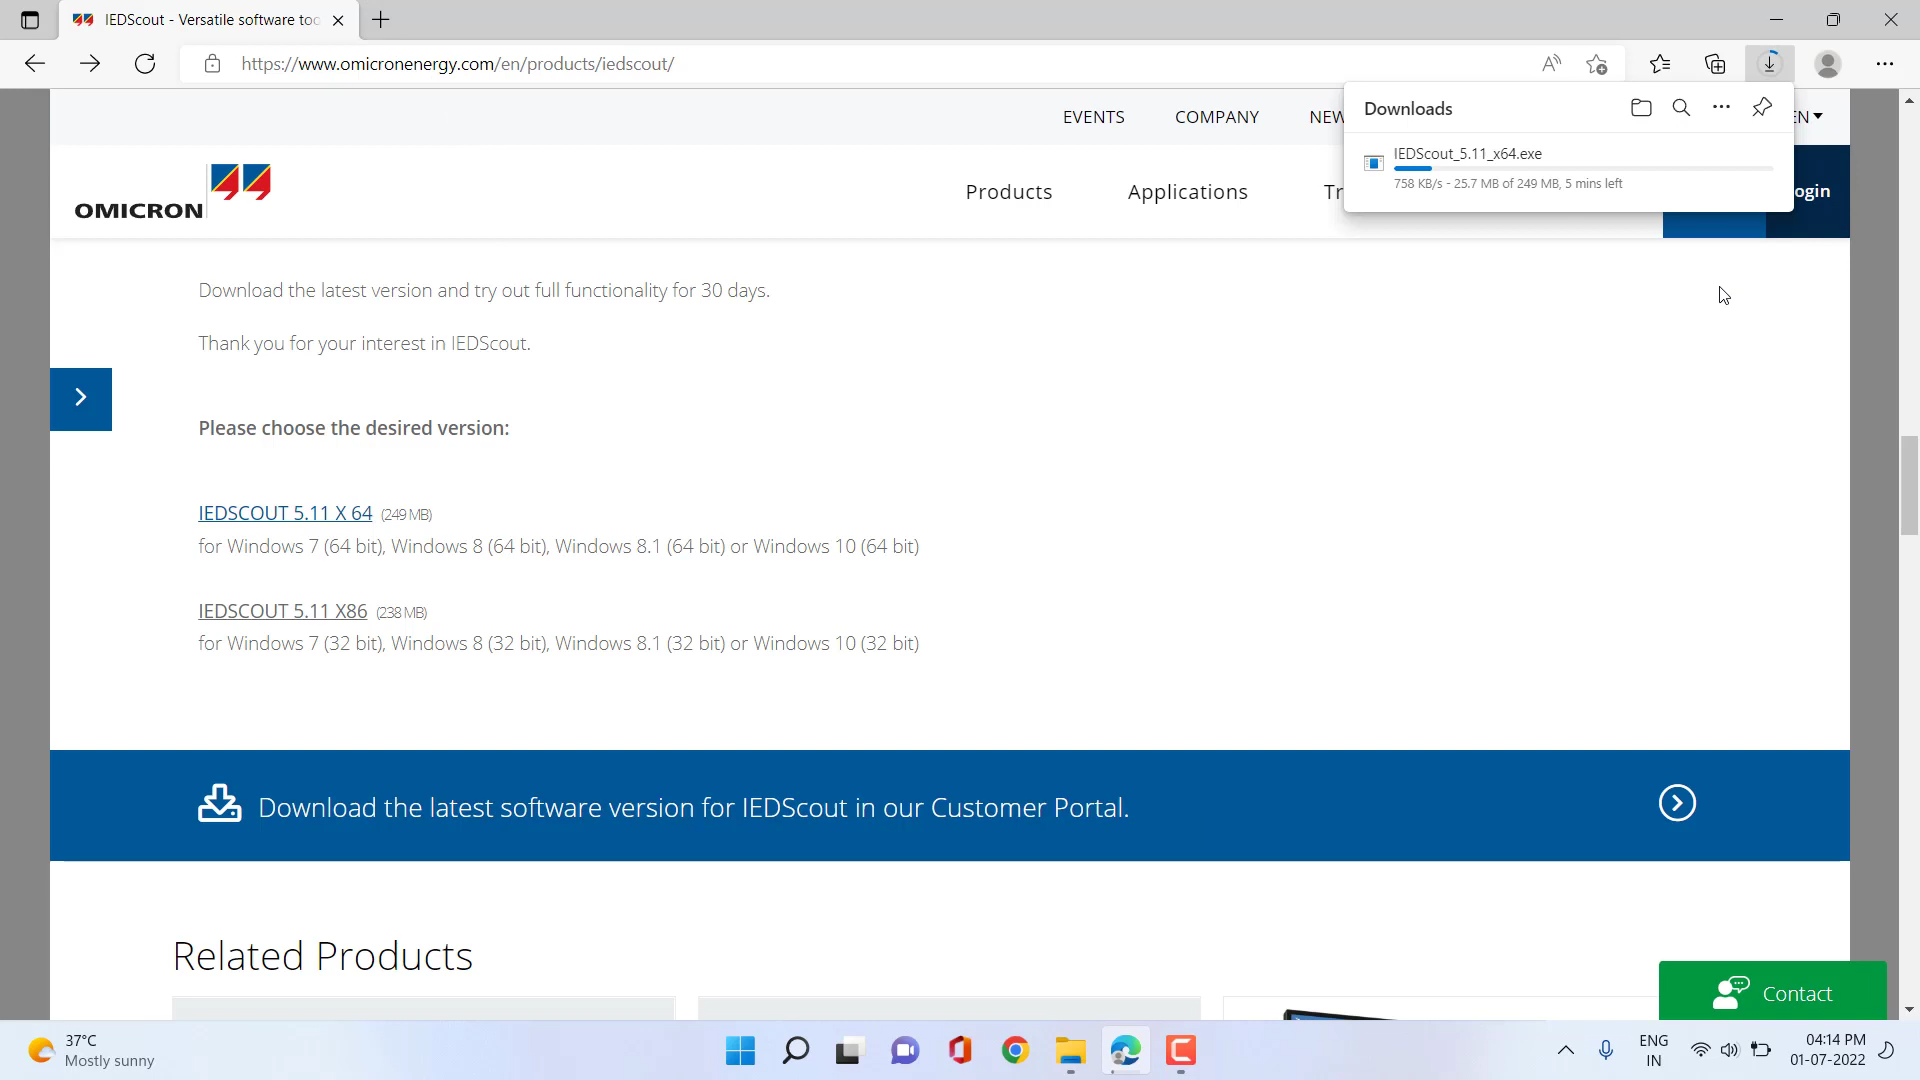 IEDScout - Versatile software too
https://www.omicronenergy.com/en/products/iedscout/
Downloads
IEDScout_5.11_x64.exe
758 KB/s - 25.7 MB of 249 MB, 5 mins left
EVENTS COMPANY NEW EN
OMICRON
Products Applications Tr ogin
Download the latest version and try out full functionality for 30 days.
Thank you for your interest in IEDScout.
Please choose the desired version:
IEDSCOUT 5.11 X 64 (249 MB)
for Windows 7 (64 bit), Windows 8 (64 bit), Windows 8.1 (64 bit) or Windows 10 (64 bit)
IEDSCOUT 5.11 X86 (238 MB)
for Windows 7 (32 bit), Windows 8 (32 bit), Windows 8.1 (32 bit) or Windows 10 (32 bit)
Download the latest software version for IEDScout in our Customer Portal.
Related Products
Contact
37°C
Mostly sunny
ENG
IN
04:14 PM
01-07-2022